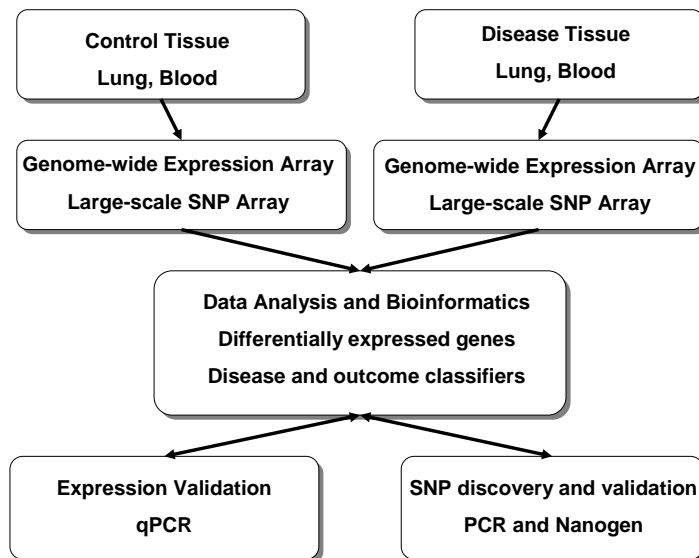 Control Tissue
Lung, Blood
Disease Tissue
Lung, Blood
Genome-wide Expression Array
Large-scale SNP Array
Genome-wide Expression Array
Large-scale SNP Array
Data Analysis and Bioinformatics
Differentially expressed genes
Disease and outcome classifiers
Expression Validation
qPCR
SNP discovery and validation
PCR and Nanogen